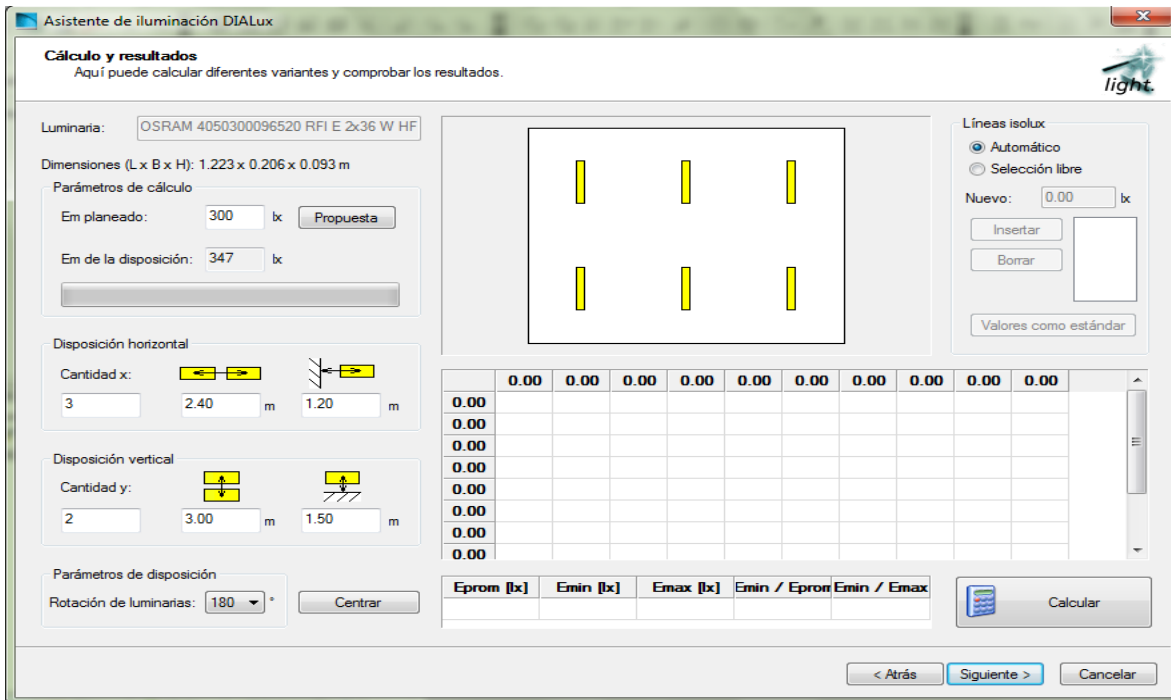 Asistente de iluminación DIALux
Cálculo y resultados
Aquí puede calcular diferentes variantes y comprobar los resultados.
light.
Luminaria: OSRAM 4050300096520 RFI E 2x36 W HF
Dimensiones (L x B x H): 1.223 x 0.206 x 0.093 m
Parámetros de cálculo
Em planeado: 300 lx Propuesta
Em de la disposición: 347 lx
Disposición horizontal
Cantidad x:
3 2.40 m 1.20 m
Disposición vertical
Cantidad y:
2 3.00 m 1.50 m
Parámetros de disposición
Rotación de luminarias: 180 ° Centrar
Líneas isolux
Automático
Selección libre
Nuevo: 0.00 lx
Insertar
Borrar
Valores como estándar
0.00 0.00 0.00 0.00 0.00 0.00 0.00 0.00 0.00 0.00
0.00
0.00
0.00
0.00
0.00
0.00
0.00
0.00
Eprom [lx] Emin [lx] Emax [lx] Emin / Eprom Emin / Emax
Calcular
< Atrás Siguiente > Cancelar